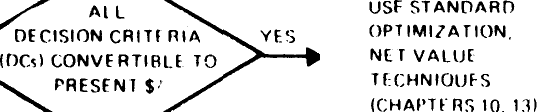 ALL
DECISION CRITERIA
(DCs) CONVERTIBLE TO
PRESENT $?
YES
USE STANDARD
OPTIMIZATION,
NET VALUE
TECHNIQUES
(CHAPTERS 10, 13)